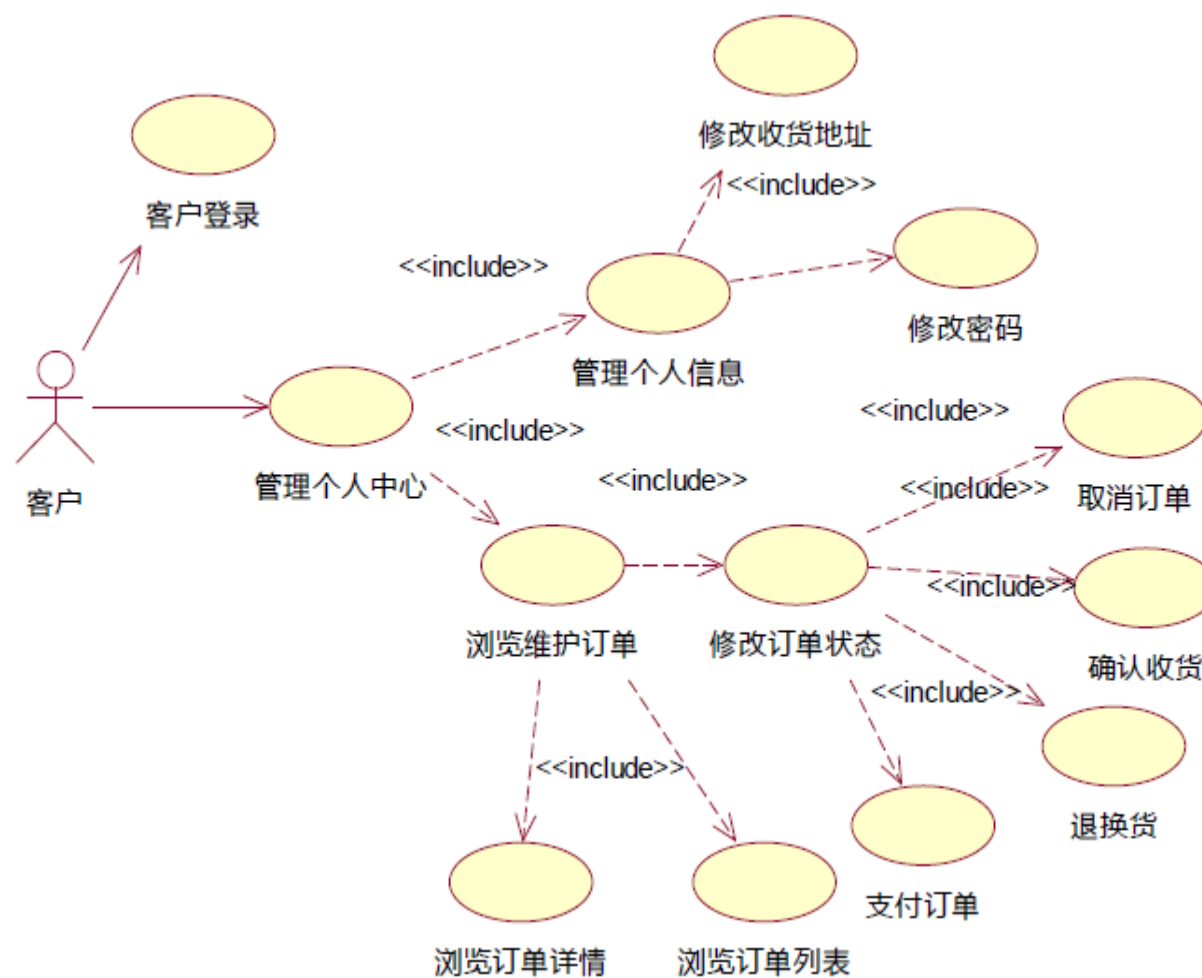 修改收货地址
<<include>>
客户登录
<<include>>
修改密码
管理个人信息
<<include>>
<<include>>
管理个人中心
<<include>>
<<include>>
取消订单
客户
<<include>>
浏览维护订单
修改订单状态
确认收货
<<include>>
<<include>>
退换货
支付订单
浏览订单详情
浏览订单列表